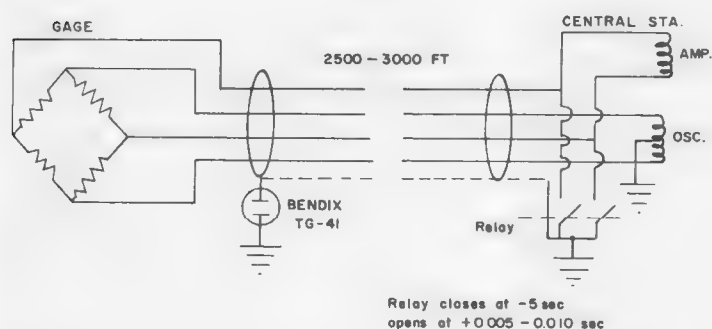 GAGE
2500 – 3000 FT
CENTRAL STA.
AMP.
OSC.
BENDIX
TG-41
Relay
Relay closes at -5 sec
opens at +0.005 – 0.010 sec